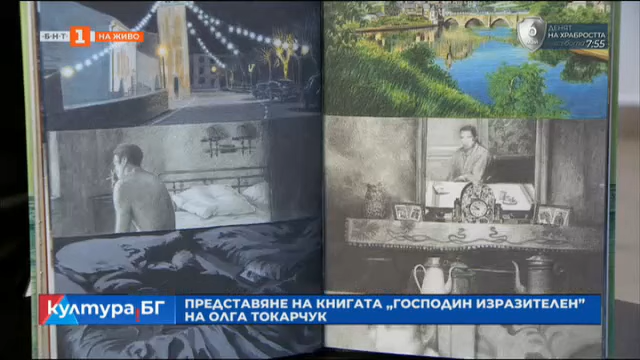 БНТ 1 НА ЖИВО
ДЕНЯТ
НА ХРАБРОСТТА
събота 7:55
култура.БГ
ПРЕДСТАВЯНЕ НА КНИГАТА „ГОСПОДИН ИЗРАЗИТЕЛЕН”
НА ОЛГА ТОКАРЧУК